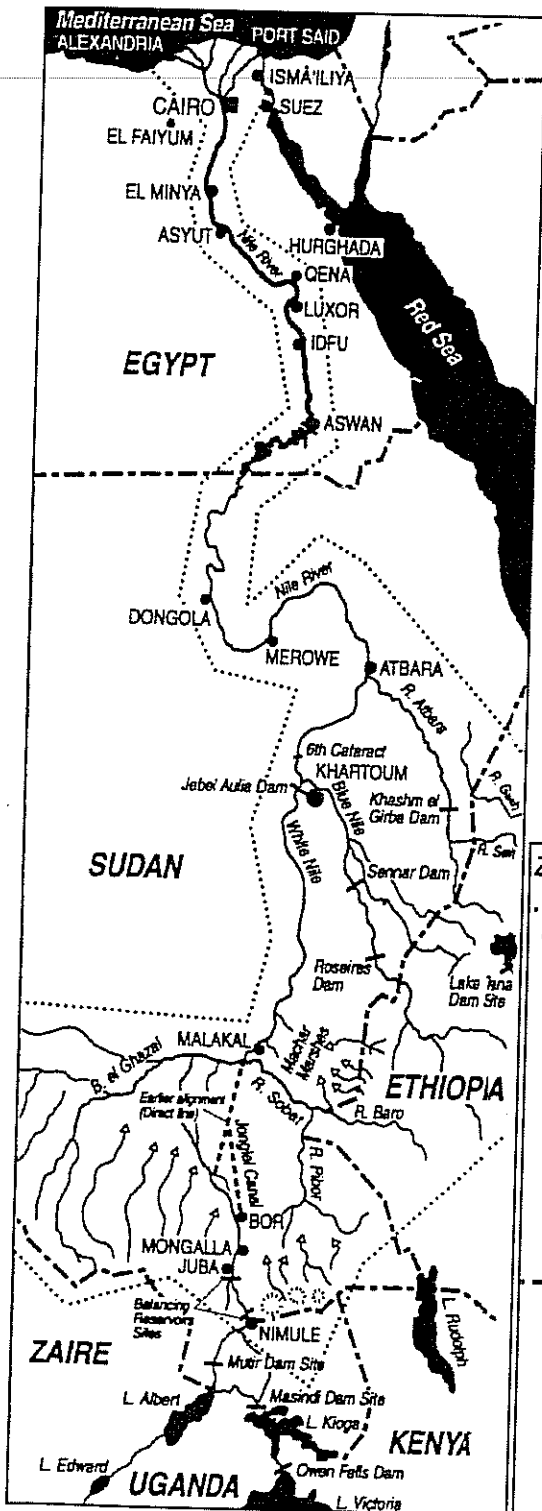 Mediterranean Sea
ALEXANDRIA
PORT SAID
ISMA'ILIYA
CAIRO
SUEZ
EL FAIYUM
EL MINYA
ASYUT
Nile River
HURGHADA
QENA
LUXOR
Red Sea
IDFU
EGYPT
ASWAN
Nile River
DONGOLA
MEROWE
ATBARA
R. Atbara
6th Cataract
KHARTOUM
R. Gash
Jebel Aulia Dam
Blue Nile
Khashm el
Girba Dam
White Nile
SUDAN
Sennar Dam
Z
Roseires
Dam
Lake Tana
Dam Site
MALAKAL
Machar
Marshes
B. el Ghazal
ETHIOPIA
Earlier alignment
(Direct line)
R. Sobat
R. Baro
Jonglei Canal
R. Pibor
BOR
MONGALLA
JUBA
Balancing
Reservoirs
Sites
NIMULE
L. Rudolph
ZAIRE
Mutir Dam Site
L. Albert
Masindi Dam Site
L. Kioga
KENYA
L. Edward
Owen Falls Dam
UGANDA
L. Victoria